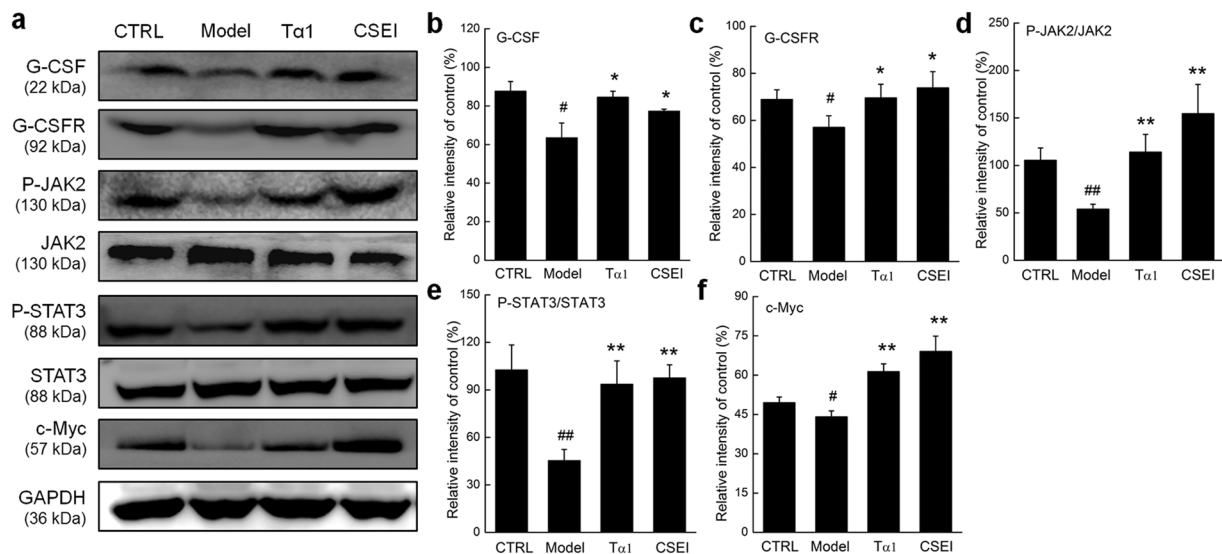 a
CTRL Model Tα1 CSEI
G-CSF
(22 kDa)
G-CSFR
(92 kDa)
P-JAK2
(130 kDa)
JAK2
(130 kDa)
P-STAT3
(88 kDa)
STAT3
(88 kDa)
c-Myc
(57 kDa)
GAPDH
(36 kDa)
b
G-CSF
Relative intensity of control (%)
120
100
80
60
40
20
0
#
*
*
CTRL Model Tα1 CSEI
c
G-CSFR
Relative intensity of control (%)
100
80
60
40
20
0
#
*
*
CTRL Model Tα1 CSEI
d
P-JAK2/JAK2
Relative intensity of control (%)
250
200
150
100
50
0
##
**
**
CTRL Model Tα1 CSEI
e
P-STAT3/STAT3
Relative intensity of control (%)
150
120
90
60
30
0
##
**
**
CTRL Model Tα1 CSEI
f
c-Myc
Relative intensity of control (%)
90
75
60
45
30
15
0
#
**
**
CTRL Model Tα1 CSEI